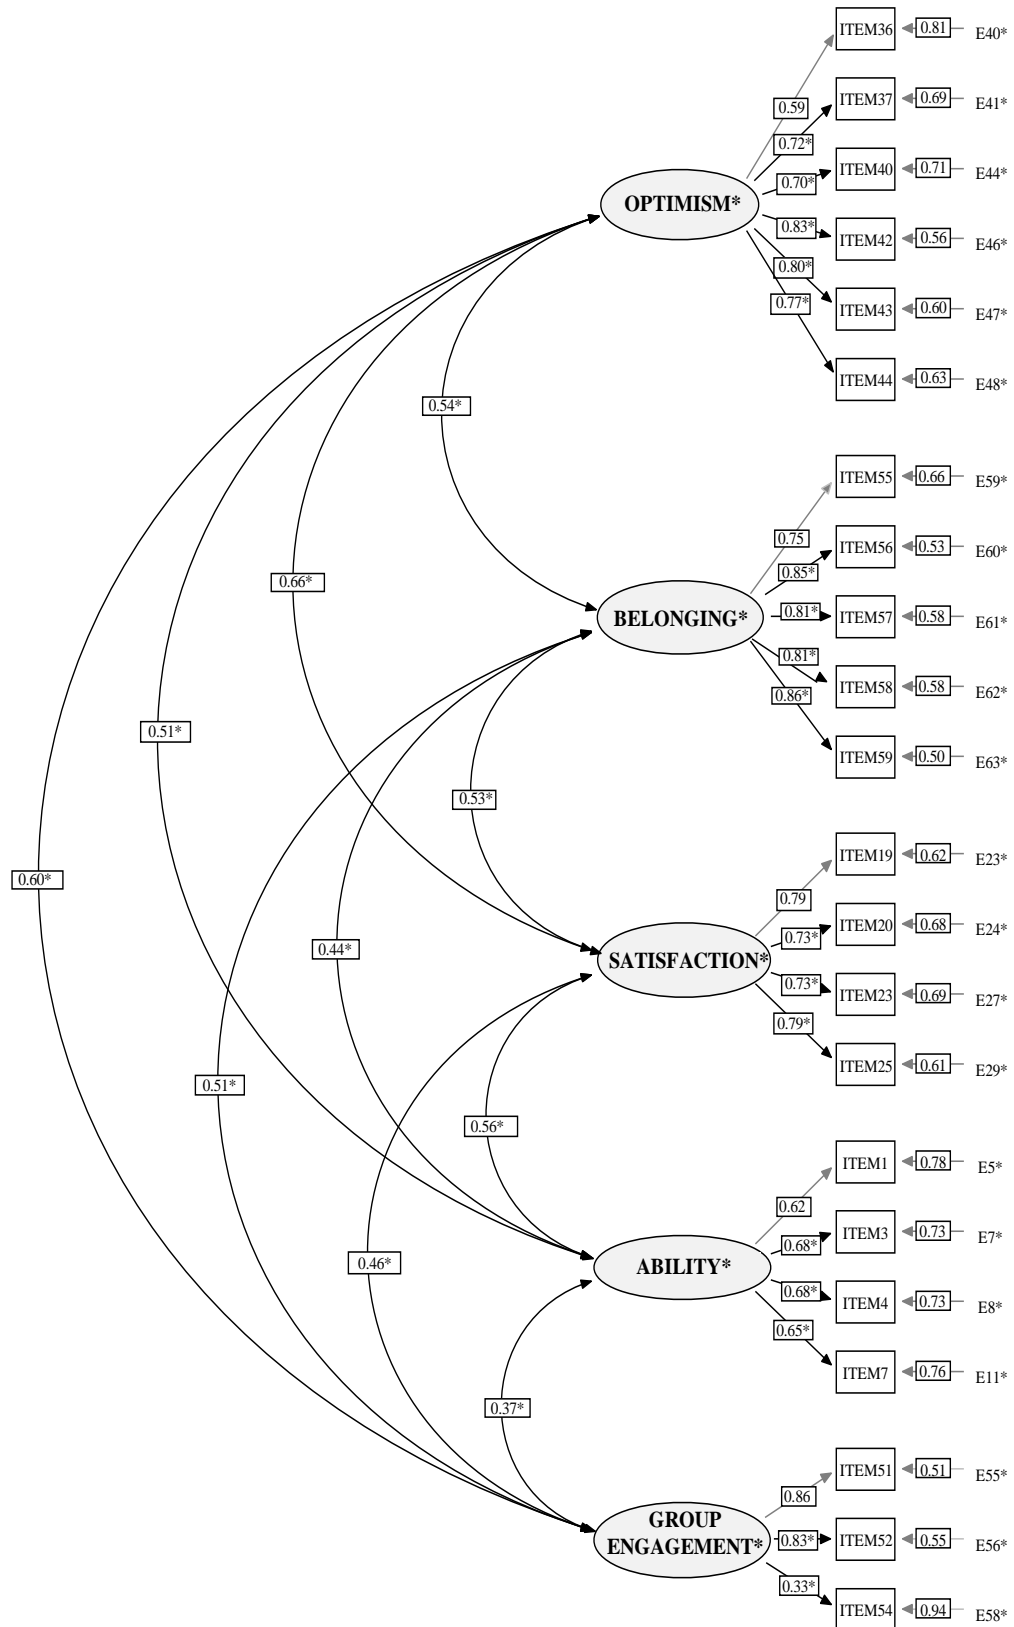 ITEM36 0.81 E40*
0.59
ITEM37 0.69 E41*
0.72*
ITEM40 0.71 E44*
0.70*
OPTIMISM*
0.83*
ITEM42 0.56 E46*
0.80*
ITEM43 0.60 E47*
0.77*
ITEM44 0.63 E48*
0.54*
ITEM55 0.66 E59*
0.75
ITEM56 0.53 E60*
0.85*
0.66*
BELONGING*
0.81*
ITEM57 0.58 E61*
0.81*
ITEM58 0.58 E62*
0.86*
0.51*
ITEM59 0.50 E63*
0.53*
ITEM19 0.62 E23*
0.60*
0.79
ITEM20 0.68 E24*
0.73*
0.44*
SATISFACTION*
0.73*
ITEM23 0.69 E27*
0.79*
ITEM25 0.61 E29*
0.51*
0.56*
ITEM1 0.78 E5*
0.62
ITEM3 0.73 E7*
0.68*
0.46*
ABILITY*
0.68*
ITEM4 0.73 E8*
0.65*
ITEM7 0.76 E11*
0.37*
ITEM51 0.51 E55*
0.86
GROUP
ENGAGEMENT*
0.83*
ITEM52 0.55 E56*
0.33*
ITEM54 0.94 E58*